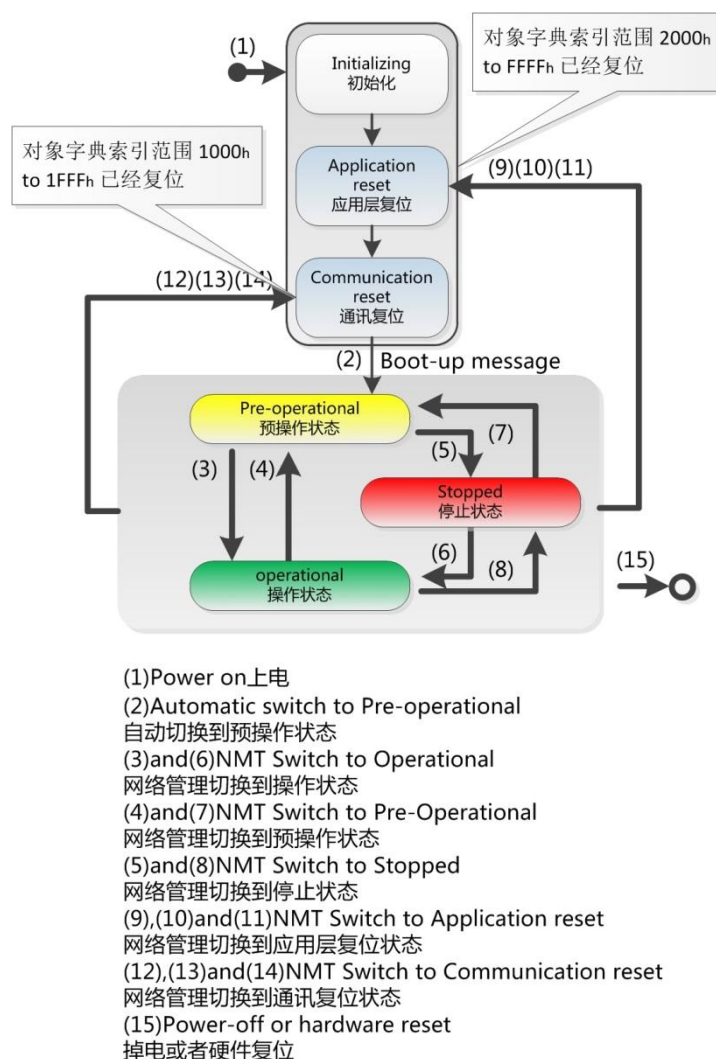 (1)
Initializing
初始化
对象字典索引范围 2000h
to FFFFh 已经复位
对象字典索引范围 1000h
to 1FFFh 已经复位
Application
reset
应用层复位
(9)(10)(11)
Communication
reset
通讯复位
(12)(13)(14)
(2) Boot-up message
Pre-operational
预操作状态
(7)
(5)
(3)
(4)
Stopped
停止状态
(6)
(8)
operational
操作状态
(15)
(1)Power on上电
(2)Automatic switch to Pre-operational
自动切换到预操作状态
(3)and(6)NMT Switch to Operational
网络管理切换到操作状态
(4)and(7)NMT Switch to Pre-Operational
网络管理切换到预操作状态
(5)and(8)NMT Switch to Stopped
网络管理切换到停止状态
(9),(10)and(11)NMT Switch to Application reset
网络管理切换到应用层复位状态
(12),(13)and(14)NMT Switch to Communication reset
网络管理切换到通讯复位状态
(15)Power-off or hardware reset
掉电或者硬件复位